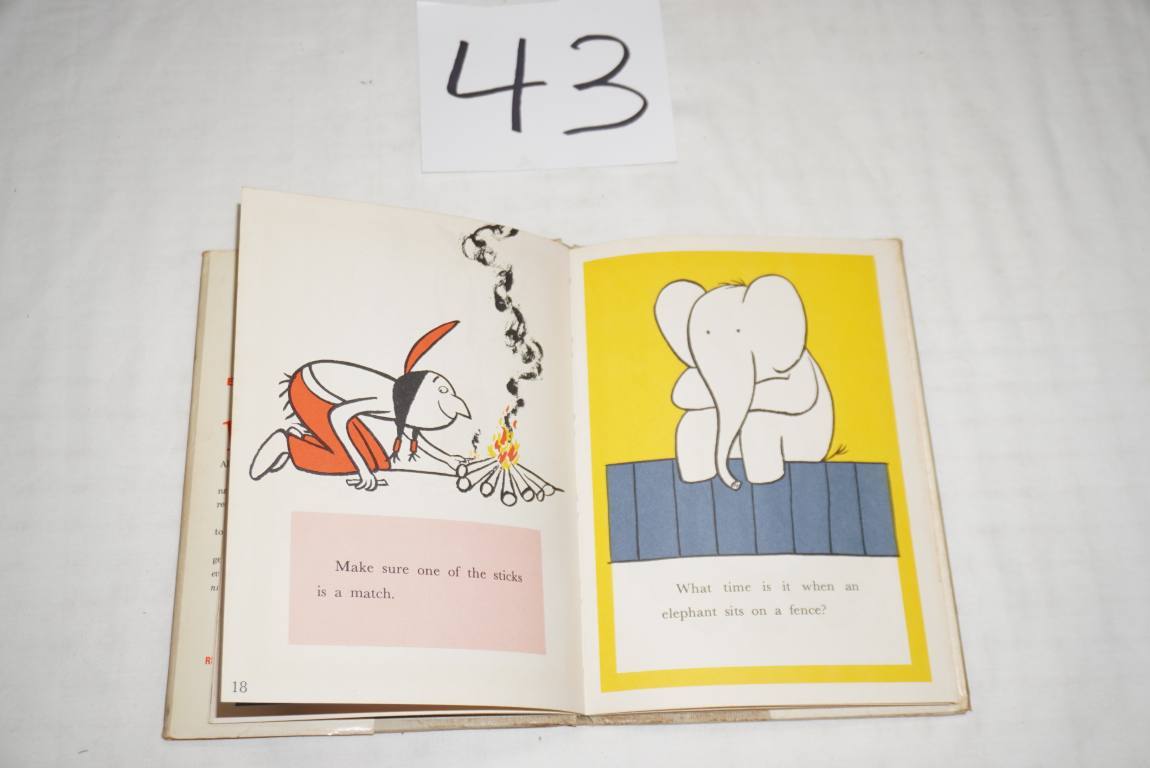 43
Make sure one of the sticks
is a match.
18
What time is it when an
elephant sits on a fence?